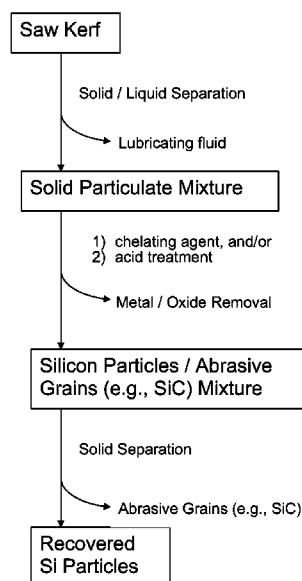 Saw Kerf
Solid / Liquid Separation
Lubricating fluid
Solid Particulate Mixture
1) chelating agent, and/or
2) acid treatment
Metal / Oxide Removal
Silicon Particles / Abrasive
Grains (e.g., SiC) Mixture
Solid Separation
Abrasive Grains (e.g., SiC)
Recovered
Si Particles